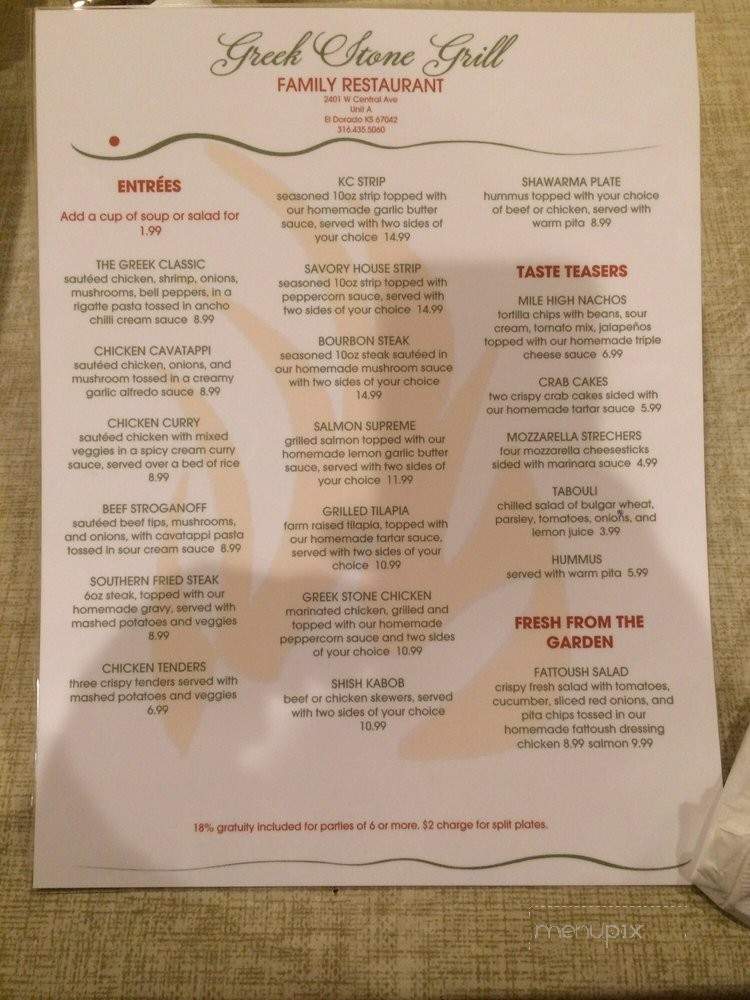 Greek Stone Grill
FAMILY RESTAURANT
2401 W Central Ave
Unit A
El Dorado KS 67042
316.435.5060
ENTRÉES
Add a cup of soup or salad for
1.99
THE GREEK CLASSIC
sautéed chicken, shrimp, onions,
mushrooms, bell peppers, in a
rigatte pasta tossed in ancho
chilli cream sauce 8.99
CHICKEN CAVATAPPI
sautéed chicken, onions, and
mushroom tossed in a creamy
garlic alfredo sauce 8.99
CHICKEN CURRY
sautéed chicken with mixed
veggies in a spicy cream curry
sauce, served over a bed of rice
8.99
BEEF STROGANOFF
sautéed beef tips, mushrooms,
and onions, with cavatappi pasta
tossed in sour cream sauce 8.99
SOUTHERN FRIED STEAK
6oz steak, topped with our
homemade gravy, served with
mashed potatoes and veggies
8.99
CHICKEN TENDERS
three crispy tenders served with
mashed potatoes and veggies
6.99
KC STRIP
seasoned 10oz strip topped with
our homemade garlic butter
sauce, served with two sides of
your choice 14.99
SAVORY HOUSE STRIP
seasoned 10oz strip topped with
peppercorn sauce, served with
two sides of your choice 14.99
BOURBON STEAK
seasoned 10oz steak sautéed in
our homemade mushroom sauce
with two sides of your choice
14.99
SALMON SUPREME
grilled salmon topped with our
homemade lemon garlic butter
sauce, served with two sides of
your choice 11.99
GRILLED TILAPIA
farm raised tilapia, topped with
our homemade tartar sauce,
served with two sides of your
choice 10.99
GREEK STONE CHICKEN
marinated chicken, grilled and
topped with our homemade
peppercorn sauce and two sides
of your choice 10.99
SHISH KABOB
beef or chicken skewers, served
with two sides of your choice
10.99
SHAWARMA PLATE
hummus topped with your choice
of beef or chicken, served with
warm pita 8.99
TASTE TEASERS
MILE HIGH NACHOS
tortilla chips with beans, sour
cream, tomato mix, jalapeños
topped with our homemade triple
cheese sauce 6.99
CRAB CAKES
two crispy crab cakes sided with
our homemade tartar sauce 5.99
MOZZARELLA STRECHERS
four mozzarella cheesesticks
sided with marinara sauce 4.99
TABOULI
chilled salad of bulgar wheat,
parsley, tomatoes, onions, and
lemon juice 3.99
HUMMUS
served with warm pita 5.99
FRESH FROM THE
GARDEN
FATTOUSH SALAD
crispy fresh salad with tomatoes,
cucumber, sliced red onions, and
pita chips tossed in our
homemade fattoush dressing
chicken 8.99 salmon 9.99
18% gratuity included for parties of 6 or more. $2 charge for split plates.
menupix